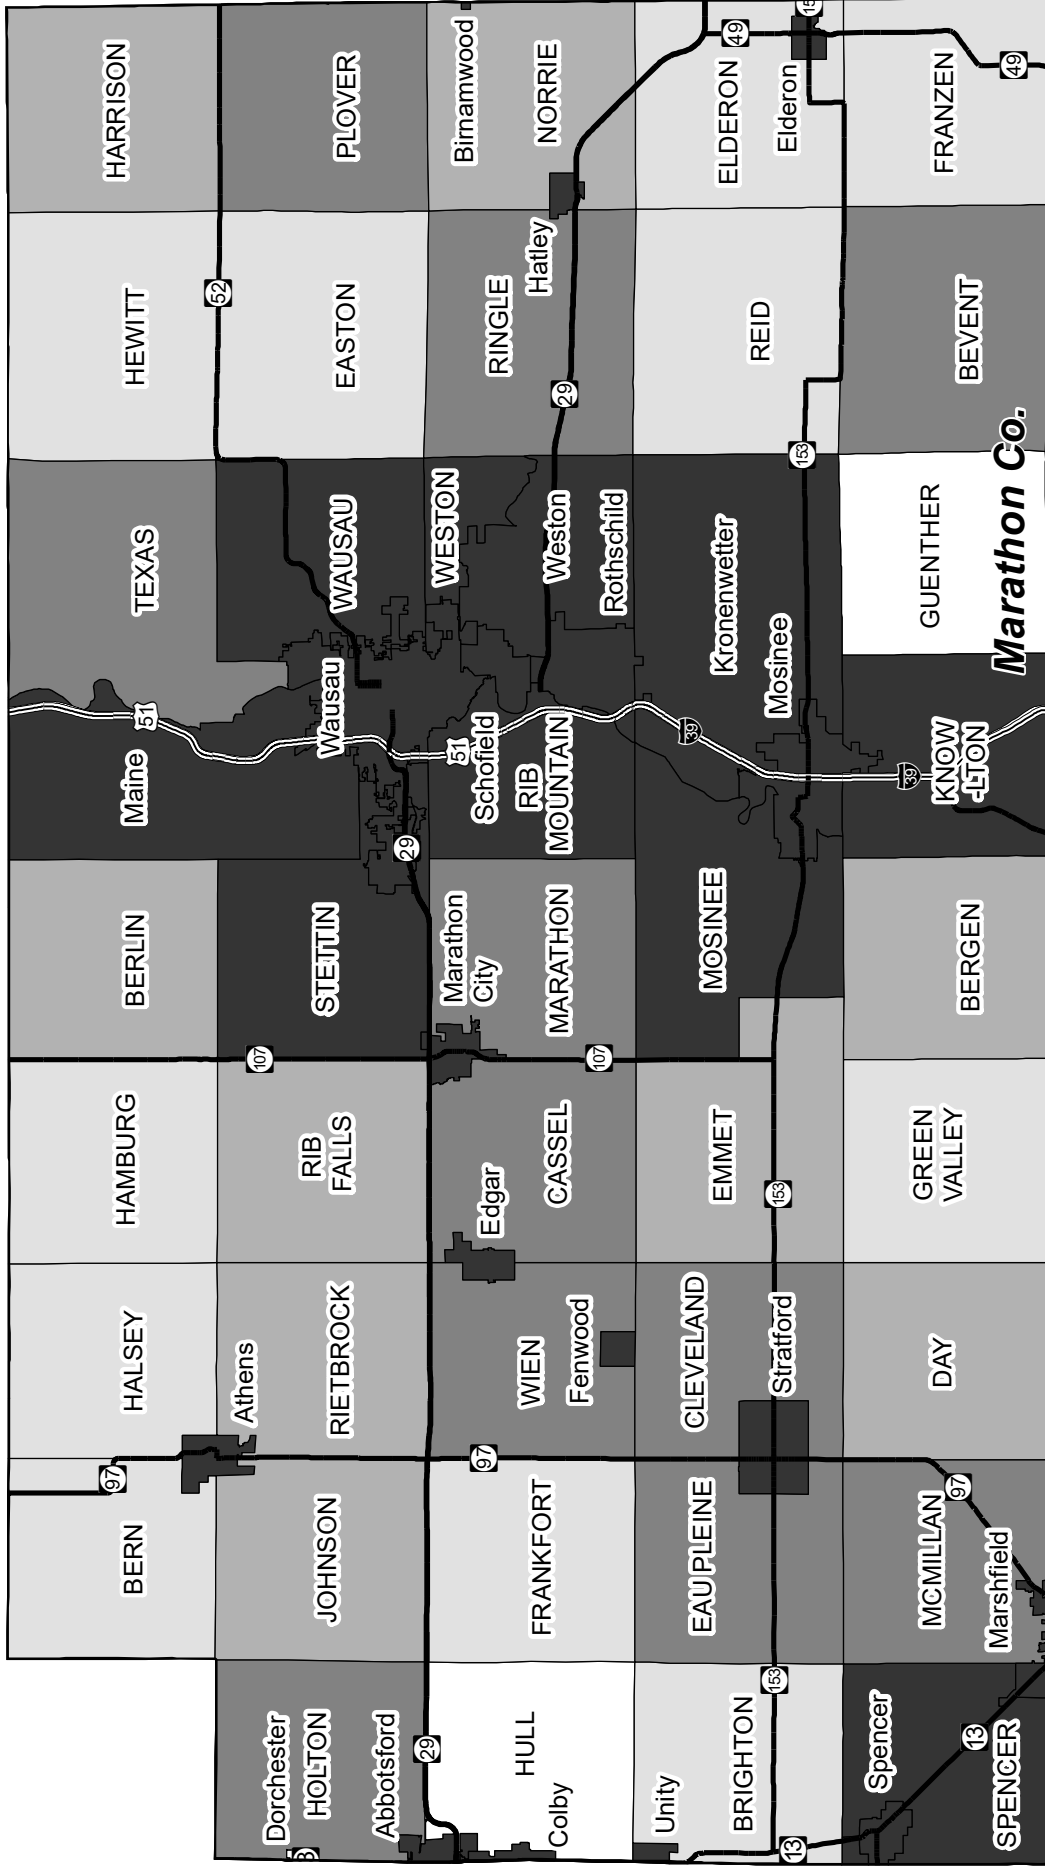 BERN
HALSEY
HAMBURG
BERLIN
Maine
TEXAS
HEWITT
HARRISON
97
51
52
Athens
107
Dorchester
HOLTON
JOHNSON
RIETBROCK
RIB
FALLS
STETTIN
Wausau
WAUSAU
EASTON
PLOVER
Abbotsford
29
29
Marathon
City
51
Schofield
WESTON
Birnamwood
HULL
Colby
FRANKFORT
97
WIEN
Fenwood
Edgar
CASSEL
107
MARATHON
RIB
MOUNTAIN
Weston
Rothschild
RINGLE
Hatley
29
NORRIE
Unity
BRIGHTON
153
13
EAU PLEINE
CLEVELAND
Stratford
EMMET
153
MOSINEE
39
Kronenwetter
Mosinee
153
REID
ELDERON
Elderon
49
Spencer
13
SPENCER
MCMILLAN
97
Marshfield
DAY
GREEN
VALLEY
BERGEN
39
KNOW
-LTON
GUENTHER
BEVENT
FRANZEN
49
Marathon Co.